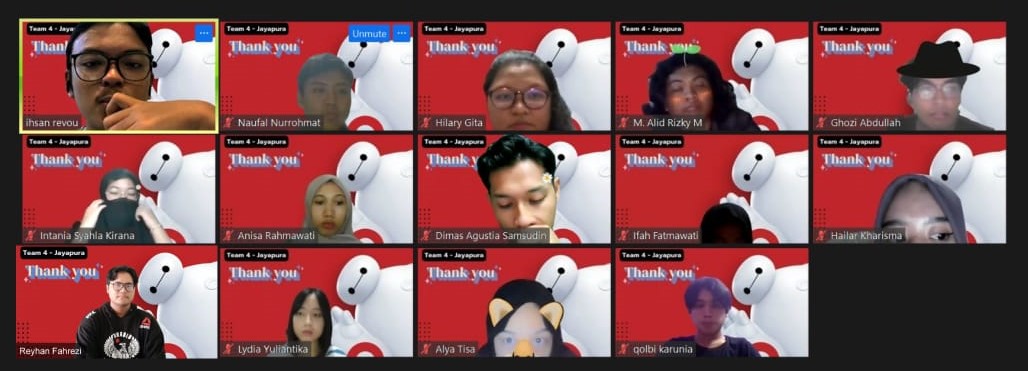 Team 4 - Jayapura
Thank you
ihsan revou
Team 4 - Jayapura
Unmute
Thank you
Naufal Nurrohmat
Team 4 - Jayapura
Thank you
Hilary Gita
Team 4 - Jayapura
Thank you
M. Alid Rizky M
Team 4 - Jayapura
Thank you
Ghozi Abdullah
Team 4 - Jayapura
Thank you
Intania Syahla Kirana
Team 4 - Jayapura
Thank you
Anisa Rahmawati
Team 4 - Jayapura
Thank you
Dimas Agustia Samsudin
Team 4 - Jayapura
Thank you
Ifah Fatmawati
Team 4 - Jayapura
Thank you
Hailar Kharisma
Team 4 - Jayapura
Thank you
Reyhan Fahrezi
Team 4 - Jayapura
Thank you
Lydia Yuliantika
Team 4 - Jayapura
Thank you
Alya Tisa
Team 4 - Jayapura
Thank you
qolbi karunia